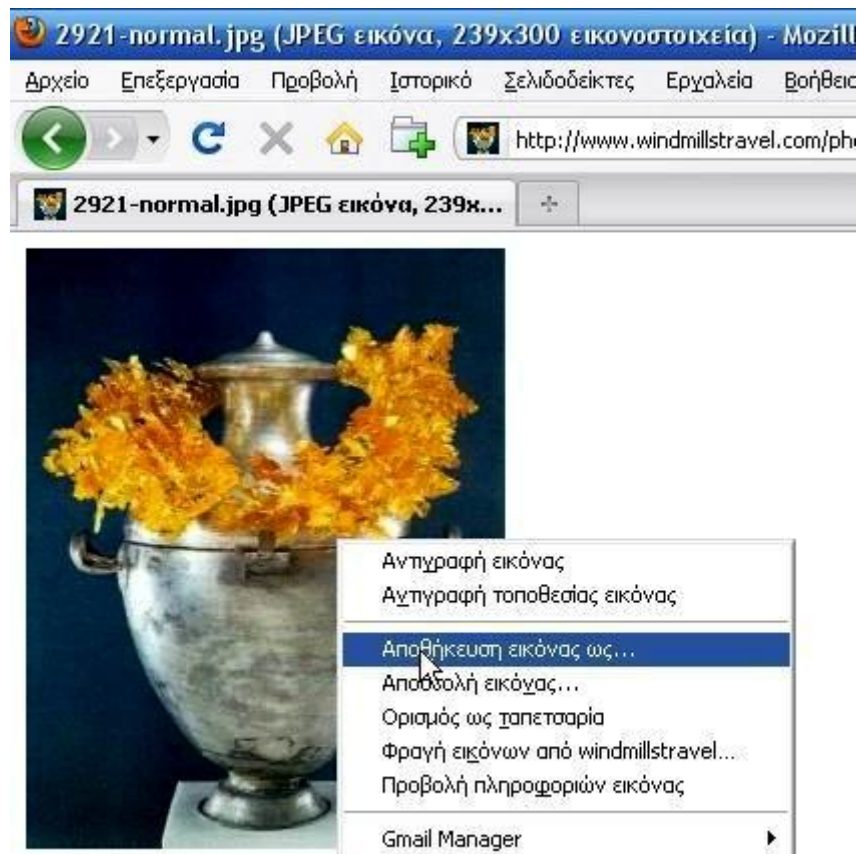 2921-normal.jpg (JPEG εικόνα, 239x300 εικονοστοιχεία) - Mozill
Αρχείο Επεξεργασία Προβολή Ιστορικό Σελιδοδείκτες Εργαλεία Βοήθεια
http://www.windmillstravel.com/pho
2921-normal.jpg (JPEG εικόνα, 239x...
Αντιγραφή εικόνας
Αντιγραφή τοποθεσίας εικόνας
Αποθήκευση εικόνας ως...
Αποστολή εικόνας...
Ορισμός ως ταπετσαρία
Φραγή εικόνων από windmillstravel...
Προβολή πληροφοριών εικόνας
Gmail Manager